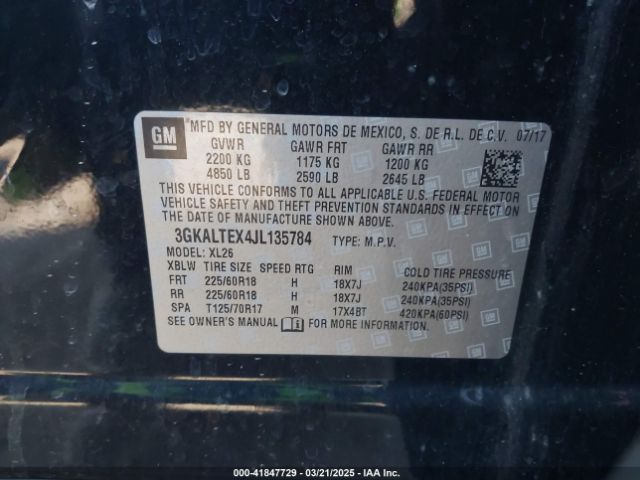 GM MFD BY GENERAL MOTORS DE MEXICO, S. DE R.L. DE C.V. 07/17
GVWR GAWR FRT GAWR RR
2200 KG 1175 KG 1200 KG
4850 LB 2590 LB 2645 LB
THIS VEHICLE CONFORMS TO ALL APPLICABLE U.S. FEDERAL MOTOR
VEHICLE SAFETY AND THEFT PREVENTION STANDARDS IN EFFECT ON THE
DATE OF MANUFACTURE SHOWN ABOVE.
3GKALTEX4JL135784 TYPE: M.P.V.
MODEL: XL26
XBLW TIRE SIZE SPEED RTG RIM COLD TIRE PRESSURE
FRT 225/60R18 H 18X7J 240KPA(35PSI)
RR 225/60R18 H 18X7J 240KPA(35PSI)
SPA T125/70R17 M 17X4BT 420KPA(60PSI)
SEE OWNER'S MANUAL FOR MORE INFORMATION.
000-41847729 - 03/21/2025 - IAA Inc.